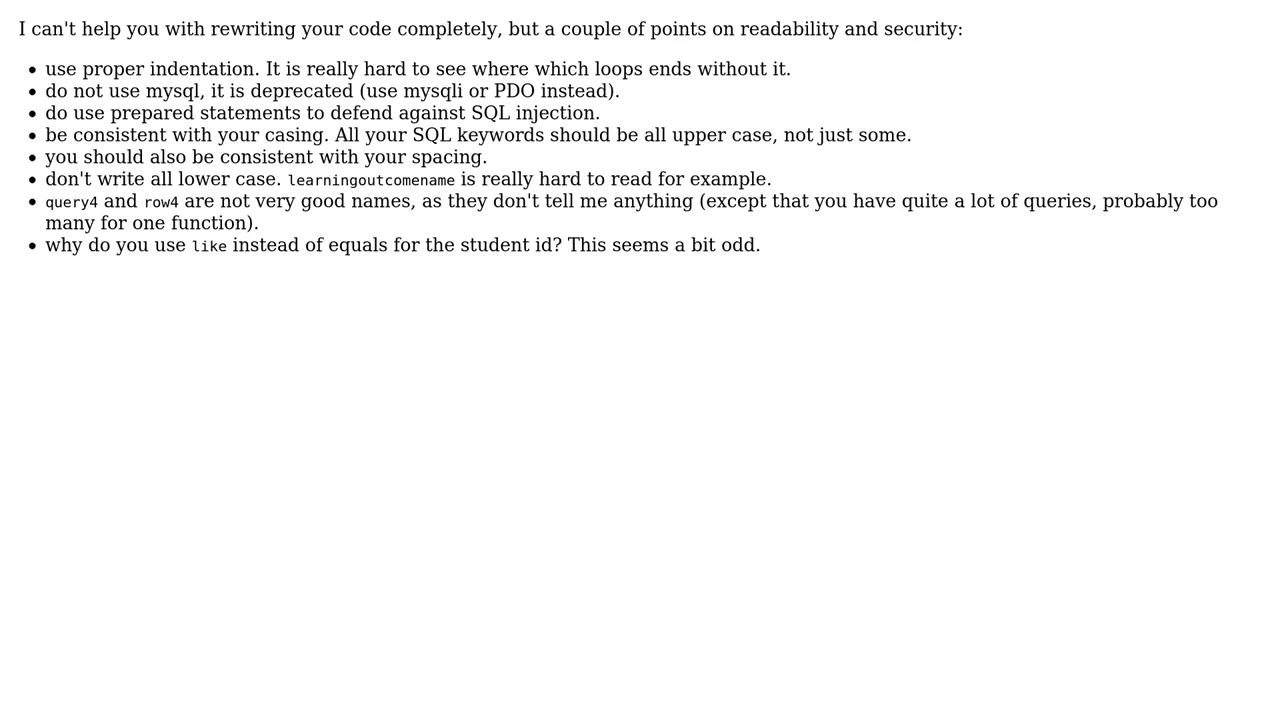 I can't help you with rewriting your code completely, but a couple of points on readability and security:
• use proper indentation. It is really hard to see where which loops ends without it.
• do not use mysql, it is deprecated (use mysqli or PDO instead).
• do use prepared statements to defend against SQL injection.
• be consistent with your casing. All your SQL keywords should be all upper case, not just some.
• you should also be consistent with your spacing.
• don't write all lower case. learningoutcomename is really hard to read for example.
• query4 and row4 are not very good names, as they don't tell me anything (except that you have quite a lot of queries, probably too
many for one function).
• why do you use like instead of equals for the student id? This seems a bit odd.